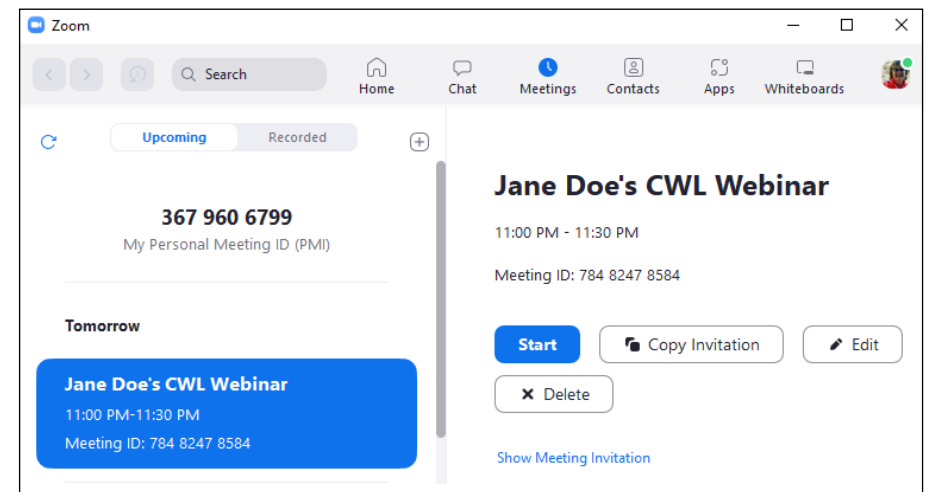 Zoom
Search
Home
Chat
Meetings
Contacts
Apps
Whiteboards
Upcoming
Recorded
367 960 6799
My Personal Meeting ID (PMI)
Tomorrow
Jane Doe's CWL Webinar
11:00 PM-11:30 PM
Meeting ID: 784 8247 8584
Jane Doe's CWL Webinar
11:00 PM - 11:30 PM
Meeting ID: 784 8247 8584
Start
Copy Invitation
Edit
Delete
Show Meeting Invitation